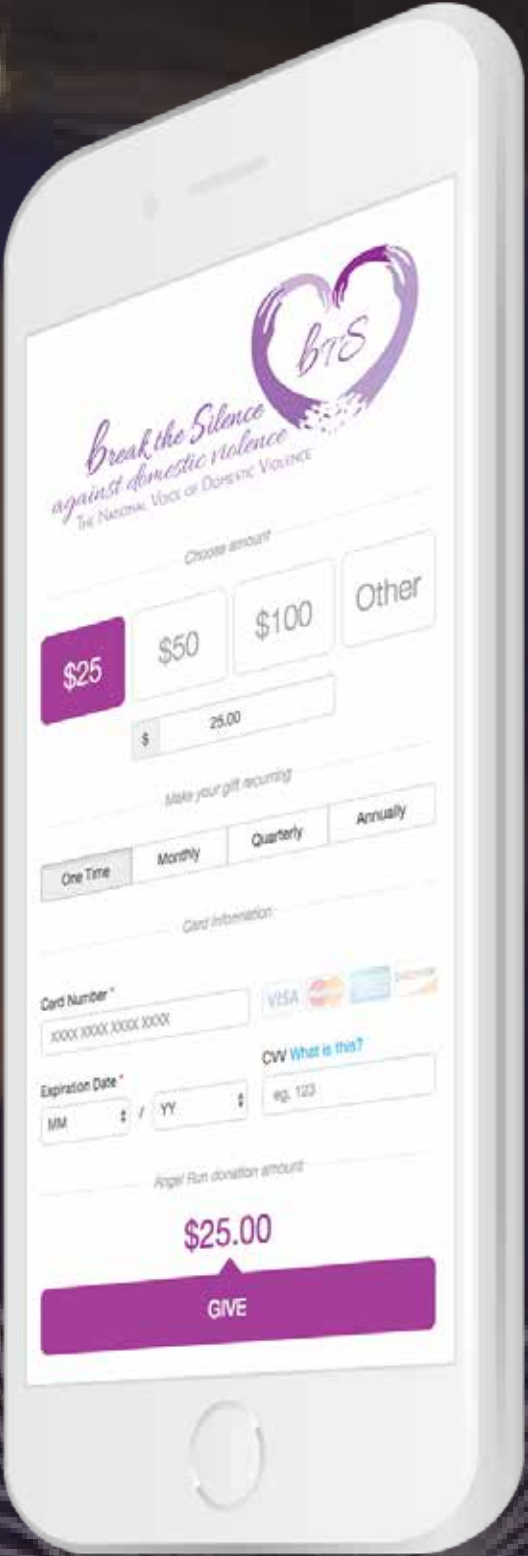 BTS
Break the Silence
against domestic violence
THE NATIONAL VOICE OF DOMESTIC VIOLENCE
Choose amount
$25 $50 $100 Other
$ 25.00
Make your gift recurring
One Time Monthly Quarterly Annually
Card Information
Card Number *
XXXX XXXX XXXX XXXX
VISA MasterCard DISCOVER
Expiration Date *
CVV What is this?
MM / YY
eg. 123
Angel Run donation amount:
$25.00
GIVE